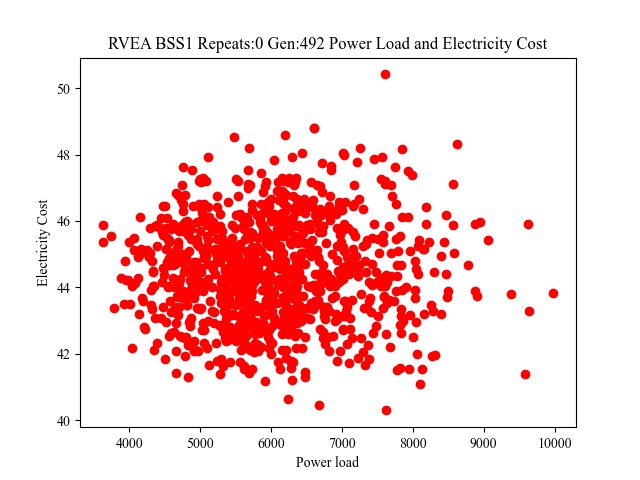 RVEA BSS1 Repeats:0 Gen:492 Power Load and Electricity Cost
50
48
46
44
42
40
Electricity Cost
4000 5000 6000 7000 8000 9000 10000
Power load